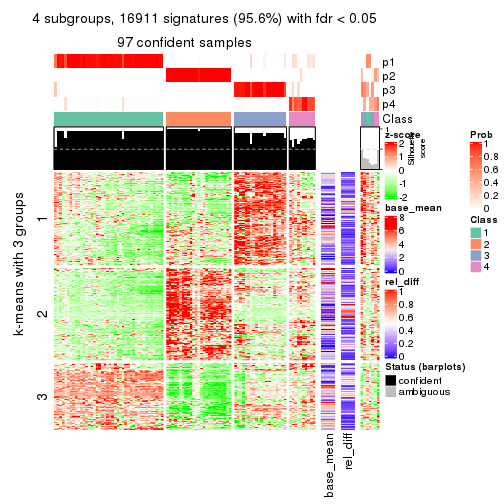 4 subgroups, 16911 signatures (95.6%) with fdr < 0.05
97 confident samples
p1
p2
p3
p4
Class
1
Silhouette
score
k-means with 3 groups
1
2
3
base_mean
rel_diff
z-score
2
1
0
-1
-2
base_mean
8
6
4
2
0
rel_diff
1
0.8
0.6
0.4
0.2
0
Status (barplots)
confident
ambiguous
Prob
1
0.8
0.6
0.4
0.2
0
Class
1
2
3
4